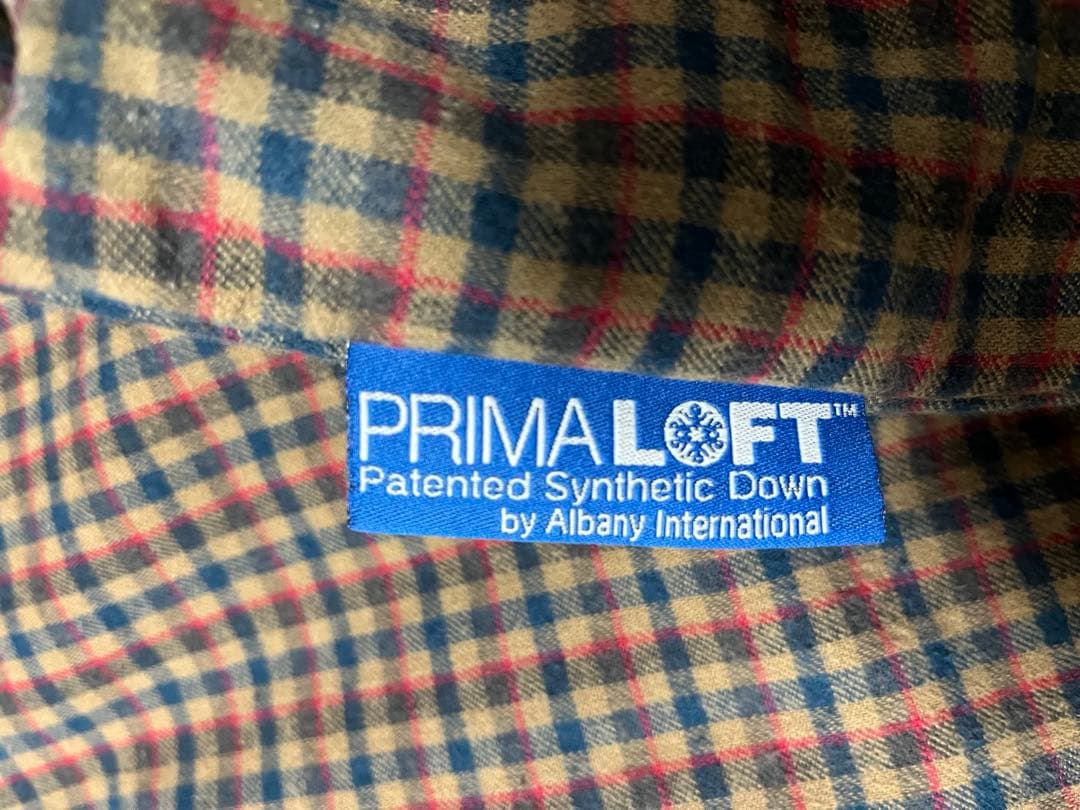 PRIMALOFT™
Patented Synthetic Down
by Albany International